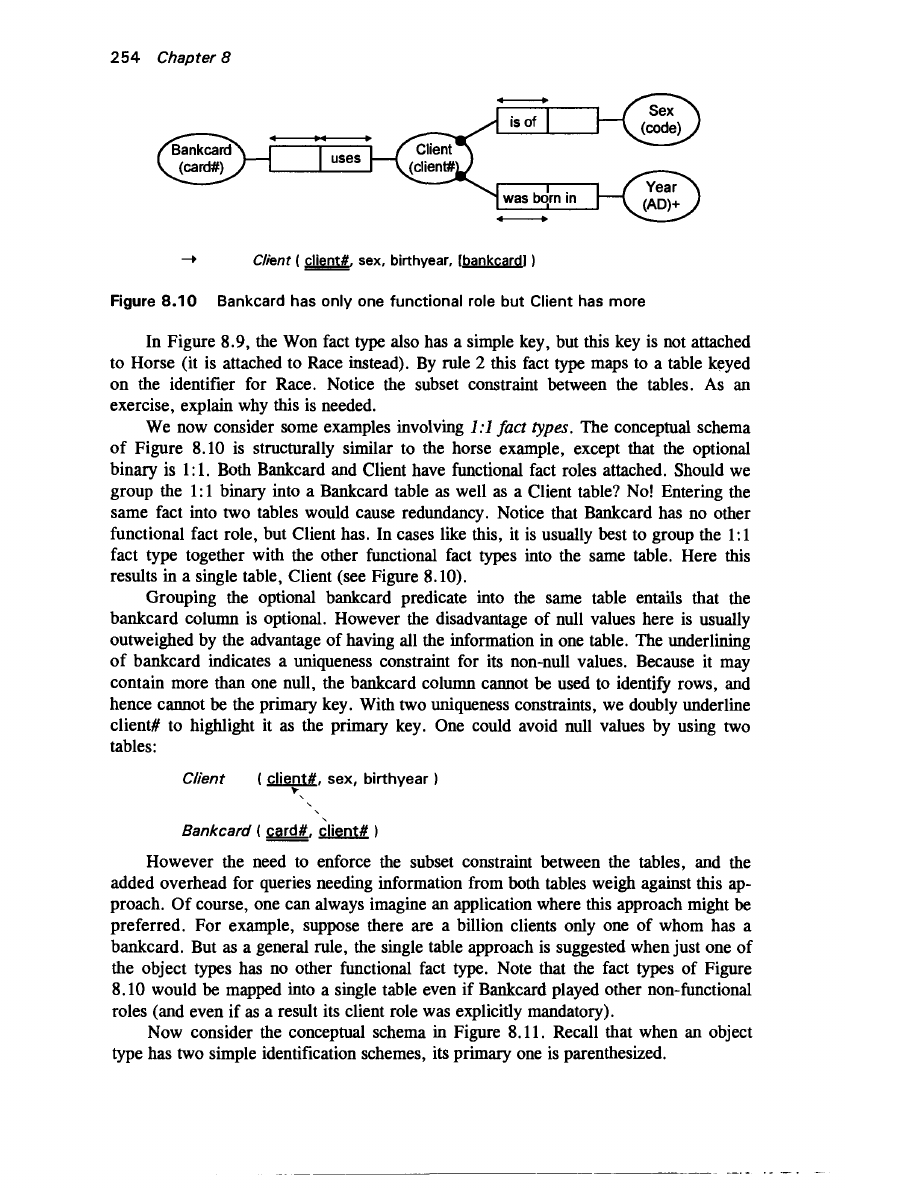 254 Chapter 8
is of
Sex
(code)
Bankcard
(card#)
uses
Client
(client#)
was born in
Year
(AD)+
→ Client ( client#, sex, birthyear, [bankcard] )
Figure 8.10 Bankcard has only one functional role but Client has more
In Figure 8.9, the Won fact type also has a simple key, but this key is not attached
to Horse (it is attached to Race instead). By rule 2 this fact type maps to a table keyed
on the identifier for Race. Notice the subset constraint between the tables. As an
exercise, explain why this is needed.
We now consider some examples involving 1:1 fact types. The conceptual schema
of Figure 8.10 is structurally similar to the horse example, except that the optional
binary is 1:1. Both Bankcard and Client have functional fact roles attached. Should we
group the 1:1 binary into a Bankcard table as well as a Client table? No! Entering the
same fact into two tables would cause redundancy. Notice that Bankcard has no other
functional fact role, but Client has. In cases like this, it is usually best to group the 1:1
fact type together with the other functional fact types into the same table. Here this
results in a single table, Client (see Figure 8.10).
Grouping the optional bankcard predicate into the same table entails that the
bankcard column is optional. However the disadvantage of null values here is usually
outweighed by the advantage of having all the information in one table. The underlining
of bankcard indicates a uniqueness constraint for its non-null values. Because it may
contain more than one null, the bankcard column cannot be used to identify rows, and
hence cannot be the primary key. With two uniqueness constraints, we doubly underline
client# to highlight it as the primary key. One could avoid null values by using two
tables:
Client ( client#, sex, birthyear )
Bankcard ( card#, client# )
However the need to enforce the subset constraint between the tables, and the
added overhead for queries needing information from both tables weigh against this ap-
proach. Of course, one can always imagine an application where this approach might be
preferred. For example, suppose there are a billion clients only one of whom has a
bankcard. But as a general rule, the single table approach is suggested when just one of
the object types has no other functional fact type. Note that the fact types of Figure
8.10 would be mapped into a single table even if Bankcard played other non-functional
roles (and even if as a result its client role was explicitly mandatory).
Now consider the conceptual schema in Figure 8.11. Recall that when an object
type has two simple identification schemes, its primary one is parenthesized.